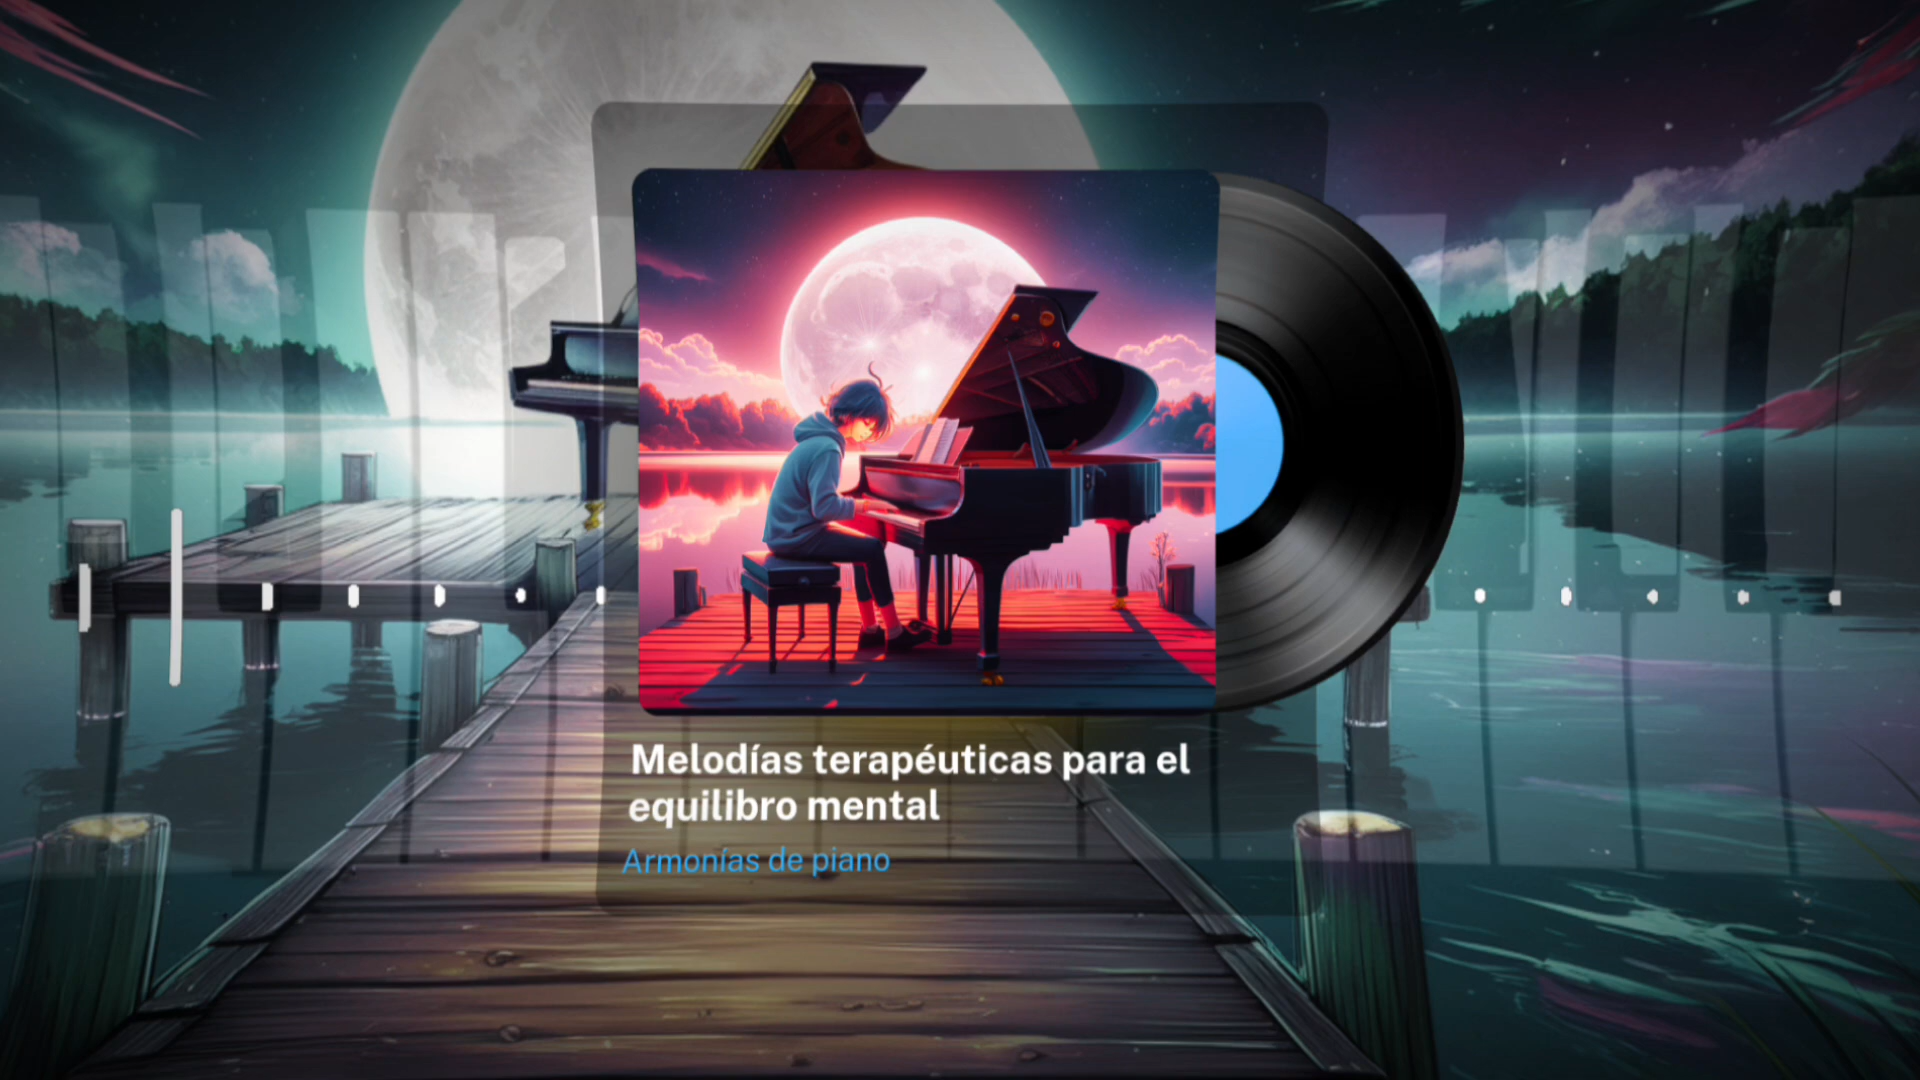 Melodías terapéuticas para el
equilibro mental
Armonías de piano